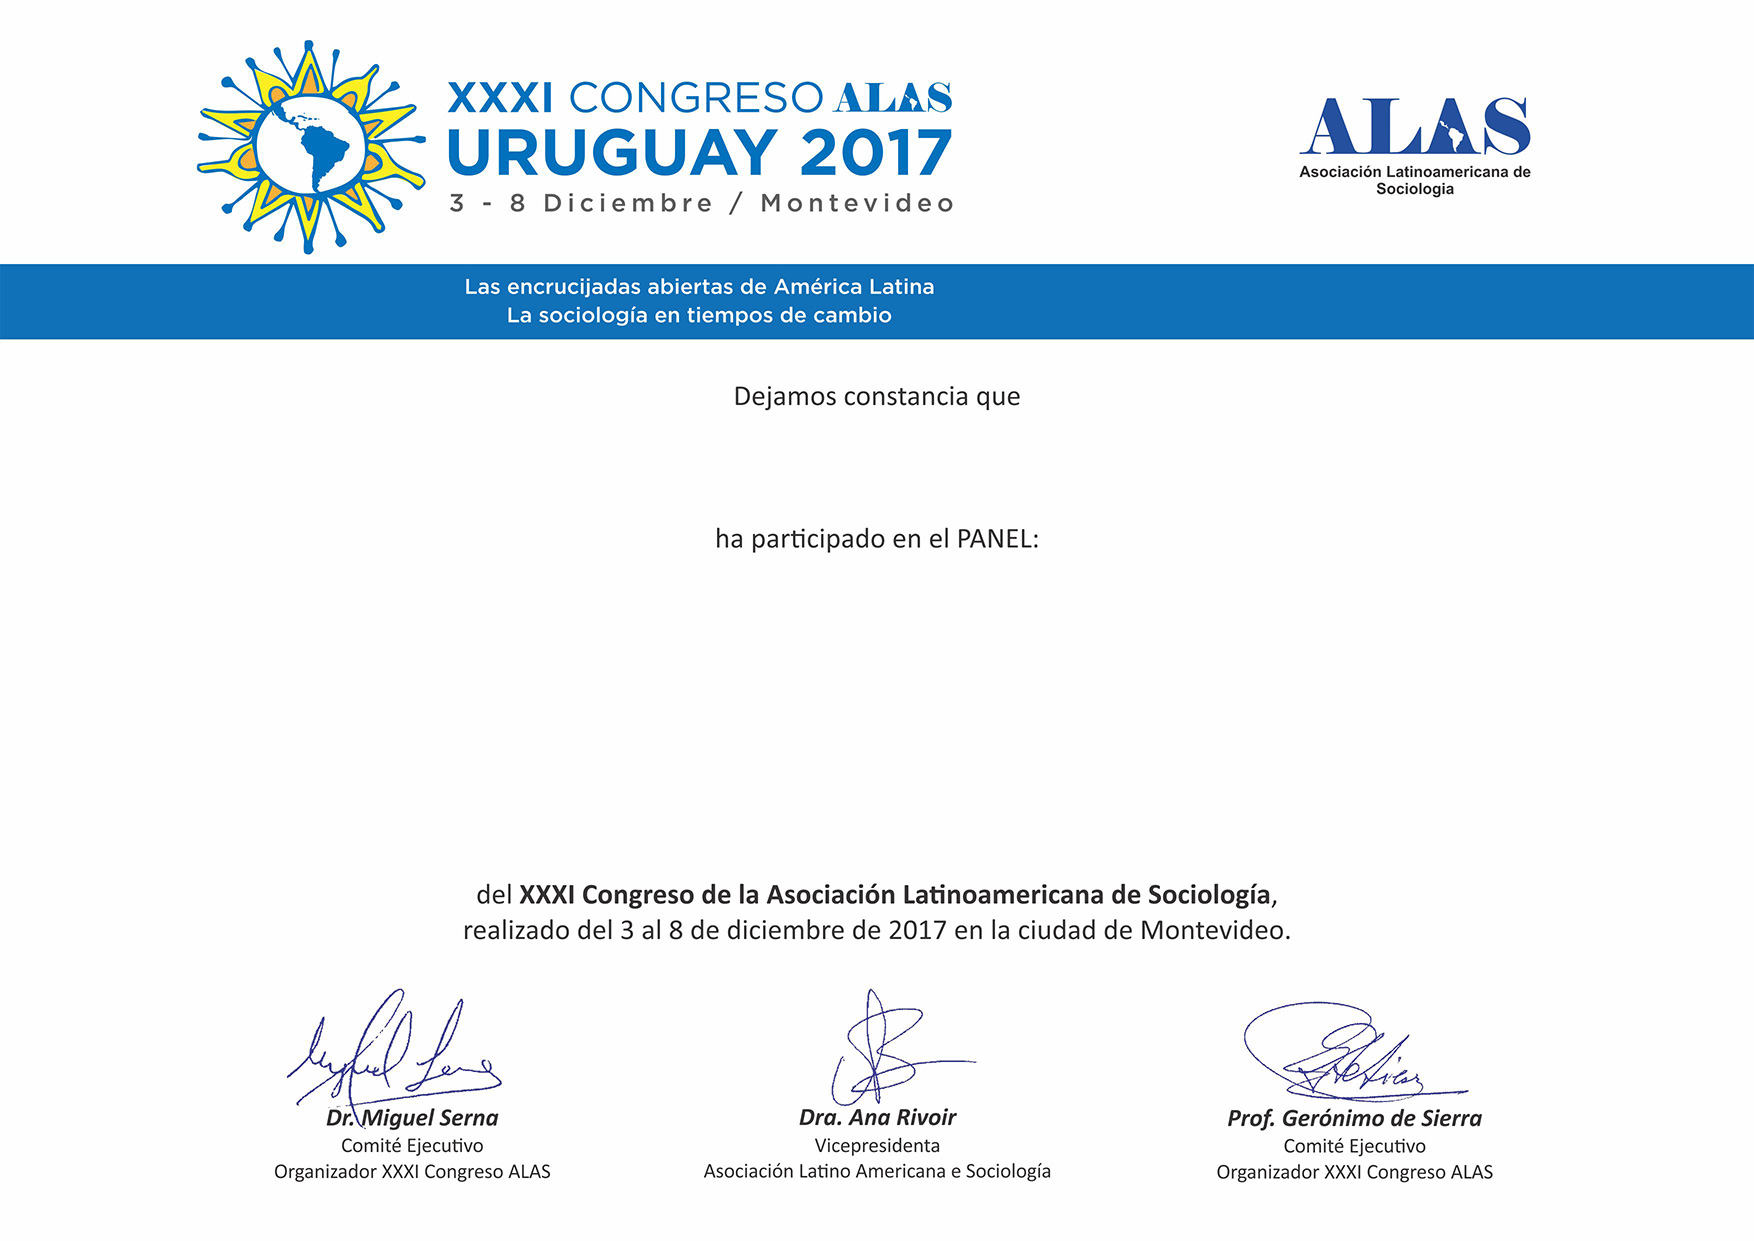 XXXI CONGRESO ALAS
URUGUAY 2017
3 - 8 Diciembre / Montevideo
ALAS
Asociación Latinoamericana de
Sociologia
Las encrucijadas abiertas de América Latina
La sociología en tiempos de cambio
Dejamos constancia que
ha participado en el PANEL:
del XXXI Congreso de la Asociación Latinoamericana de Sociología,
realizado del 3 al 8 de diciembre de 2017 en la ciudad de Montevideo.
Dr. Miguel Serna
Comité Ejecutivo
Organizador XXXI Congreso ALAS
Dra. Ana Rivoir
Vicepresidenta
Asociación Latino Americana e Sociología
Prof. Gerónimo de Sierra
Comité Ejecutivo
Organizador XXXI Congreso ALAS